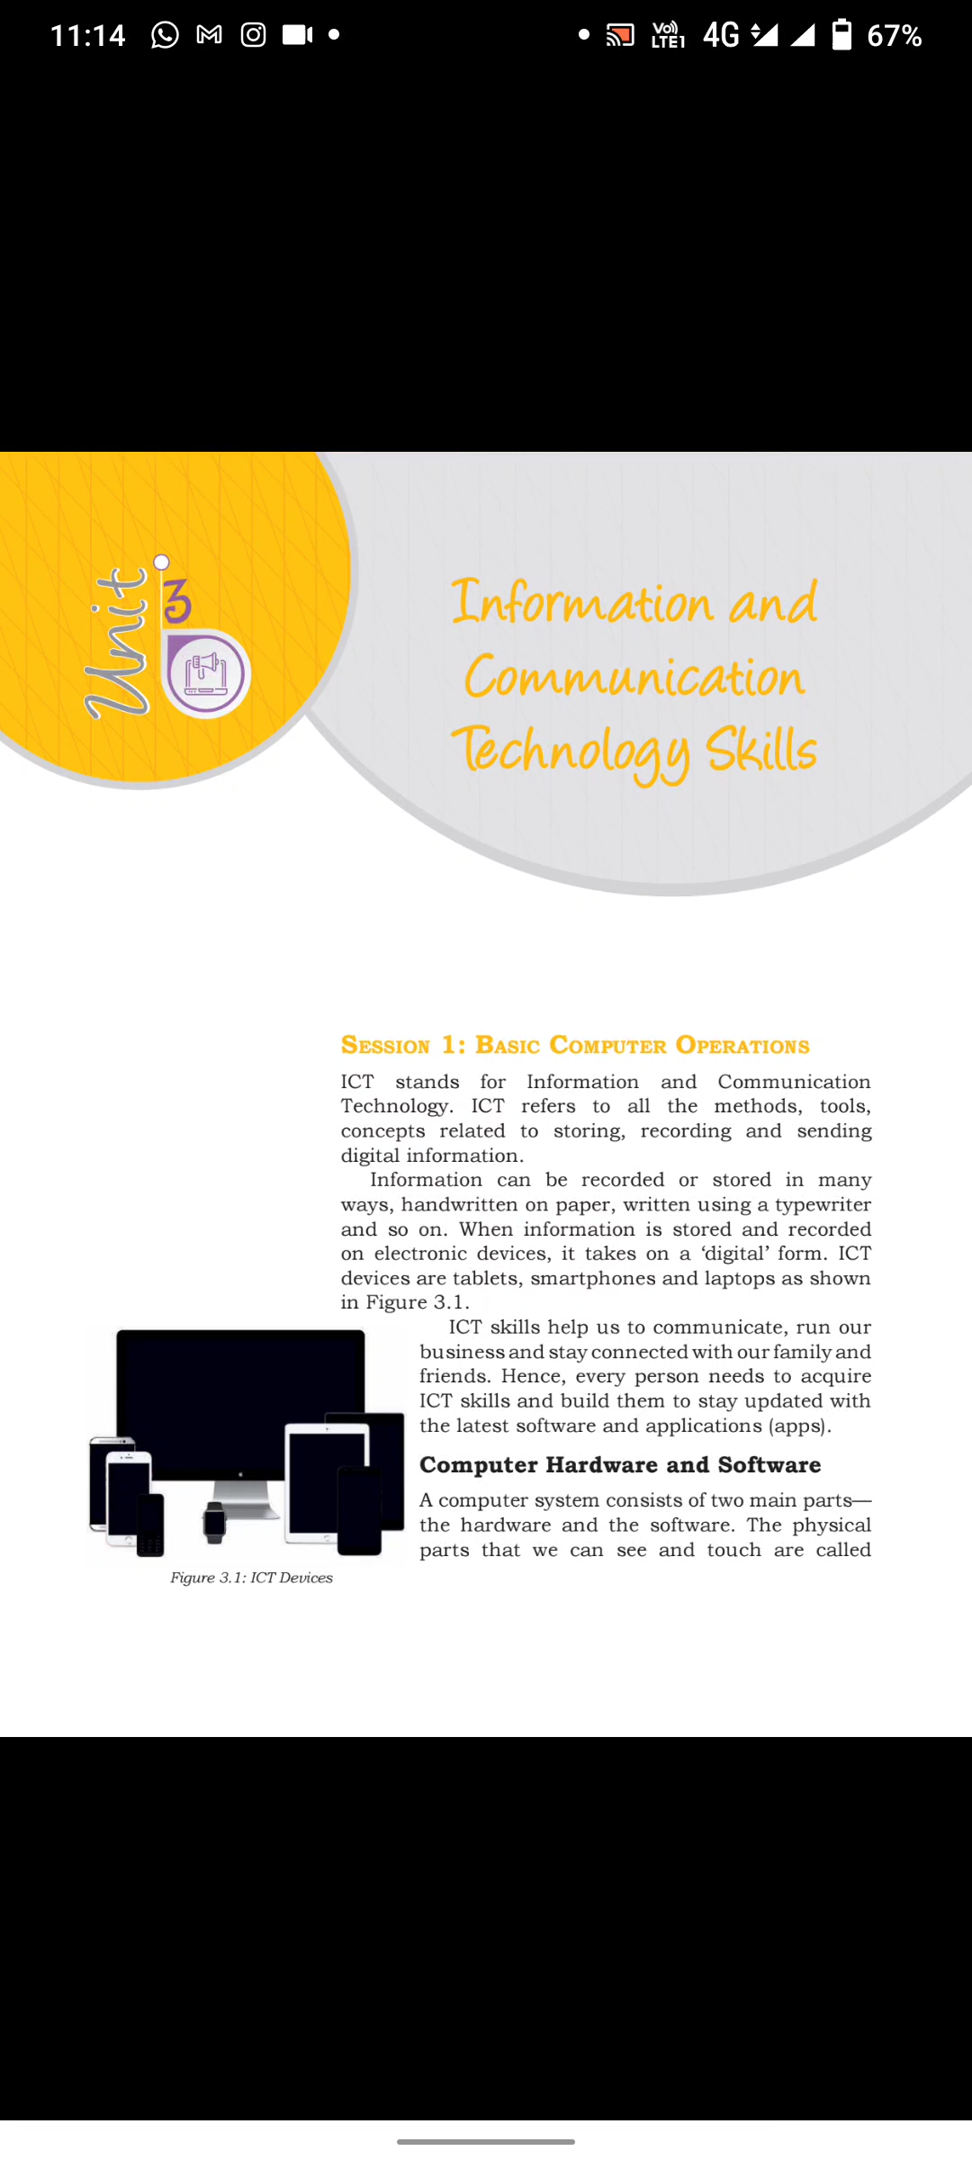 11:14
Vo)) LTE1 4G 67%
Unit 3
Information and
Communication
Technology Skills
SESSION 1: BASIC COMPUTER OPERATIONS
ICT stands for Information and Communication
Technology. ICT refers to all the methods, tools,
concepts related to storing, recording and sending
digital information.
Information can be recorded or stored in many
ways, handwritten on paper, written using a typewriter
and so on. When information is stored and recorded
on electronic devices, it takes on a ‘digital’ form. ICT
devices are tablets, smartphones and laptops as shown
in Figure 3.1.
ICT skills help us to communicate, run our
business and stay connected with our family and
friends. Hence, every person needs to acquire
ICT skills and build them to stay updated with
the latest software and applications (apps).
Computer Hardware and Software
A computer system consists of two main parts—
the hardware and the software. The physical
parts that we can see and touch are called
Figure 3.1: ICT Devices